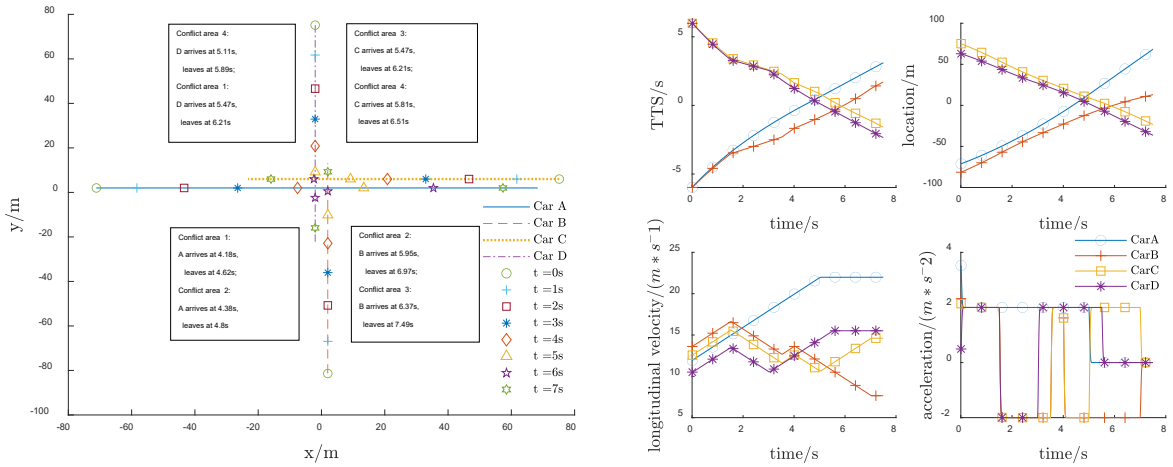 80
60
40
20
0
-20
-40
-60
-80
-100
y/m
-80
-60
-40
-20
0
20
40
60
80
x/m
Conflict area 4:
D arrives at 5.11s,
leaves at 5.89s;
Conflict area 1:
D arrives at 5.47s,
leaves at 6.21s
Conflict area 3:
C arrives at 5.47s,
leaves at 6.21s;
Conflict area 4:
C arrives at 5.81s,
leaves at 6.51s
Conflict area 1:
A arrives at 4.18s,
leaves at 4.62s;
Conflict area 2:
A arrives at 4.38s,
leaves at 4.8s
Conflict area 2:
B arrives at 5.95s,
leaves at 6.97s;
Conflict area 3:
B arrives at 6.37s,
leaves at 7.49s
Car A
Car B
Car C
Car D
t =0s
t =1s
t =2s
t =3s
t =4s
t =5s
t =6s
t =7s
5
0
-5
TTS/s
0
2
4
6
8
time/s
100
50
0
-50
-100
location/m
0
2
4
6
8
time/s
25
20
15
10
5
longitudinal velocity/(m * s−1)
0
2
4
6
8
time/s
4
2
0
-2
acceleration/(m * s−2)
0
2
4
6
8
time/s
CarA
CarB
CarC
CarD